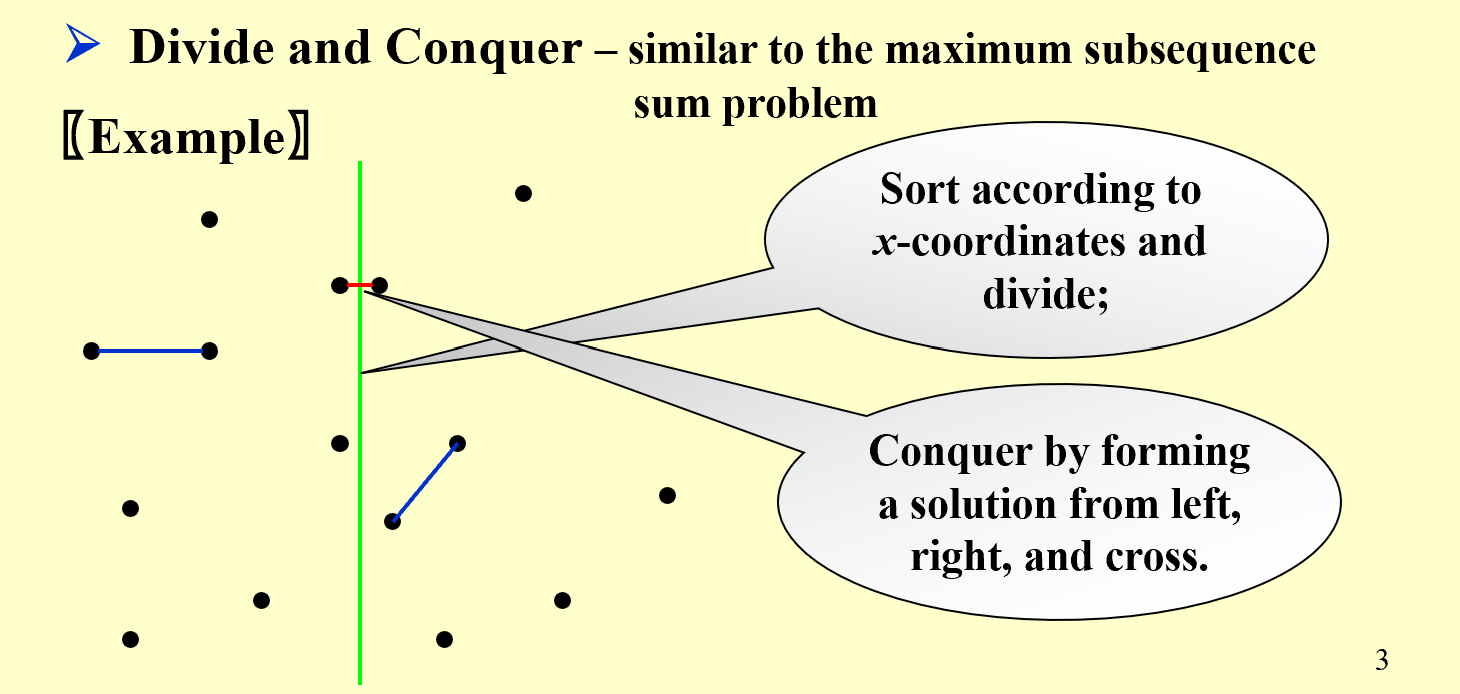 ➢ Divide and Conquer – similar to the maximum subsequence
sum problem
〖Example〗
Sort according to
x-coordinates and
divide;
Conquer by forming
a solution from left,
right, and cross.
3